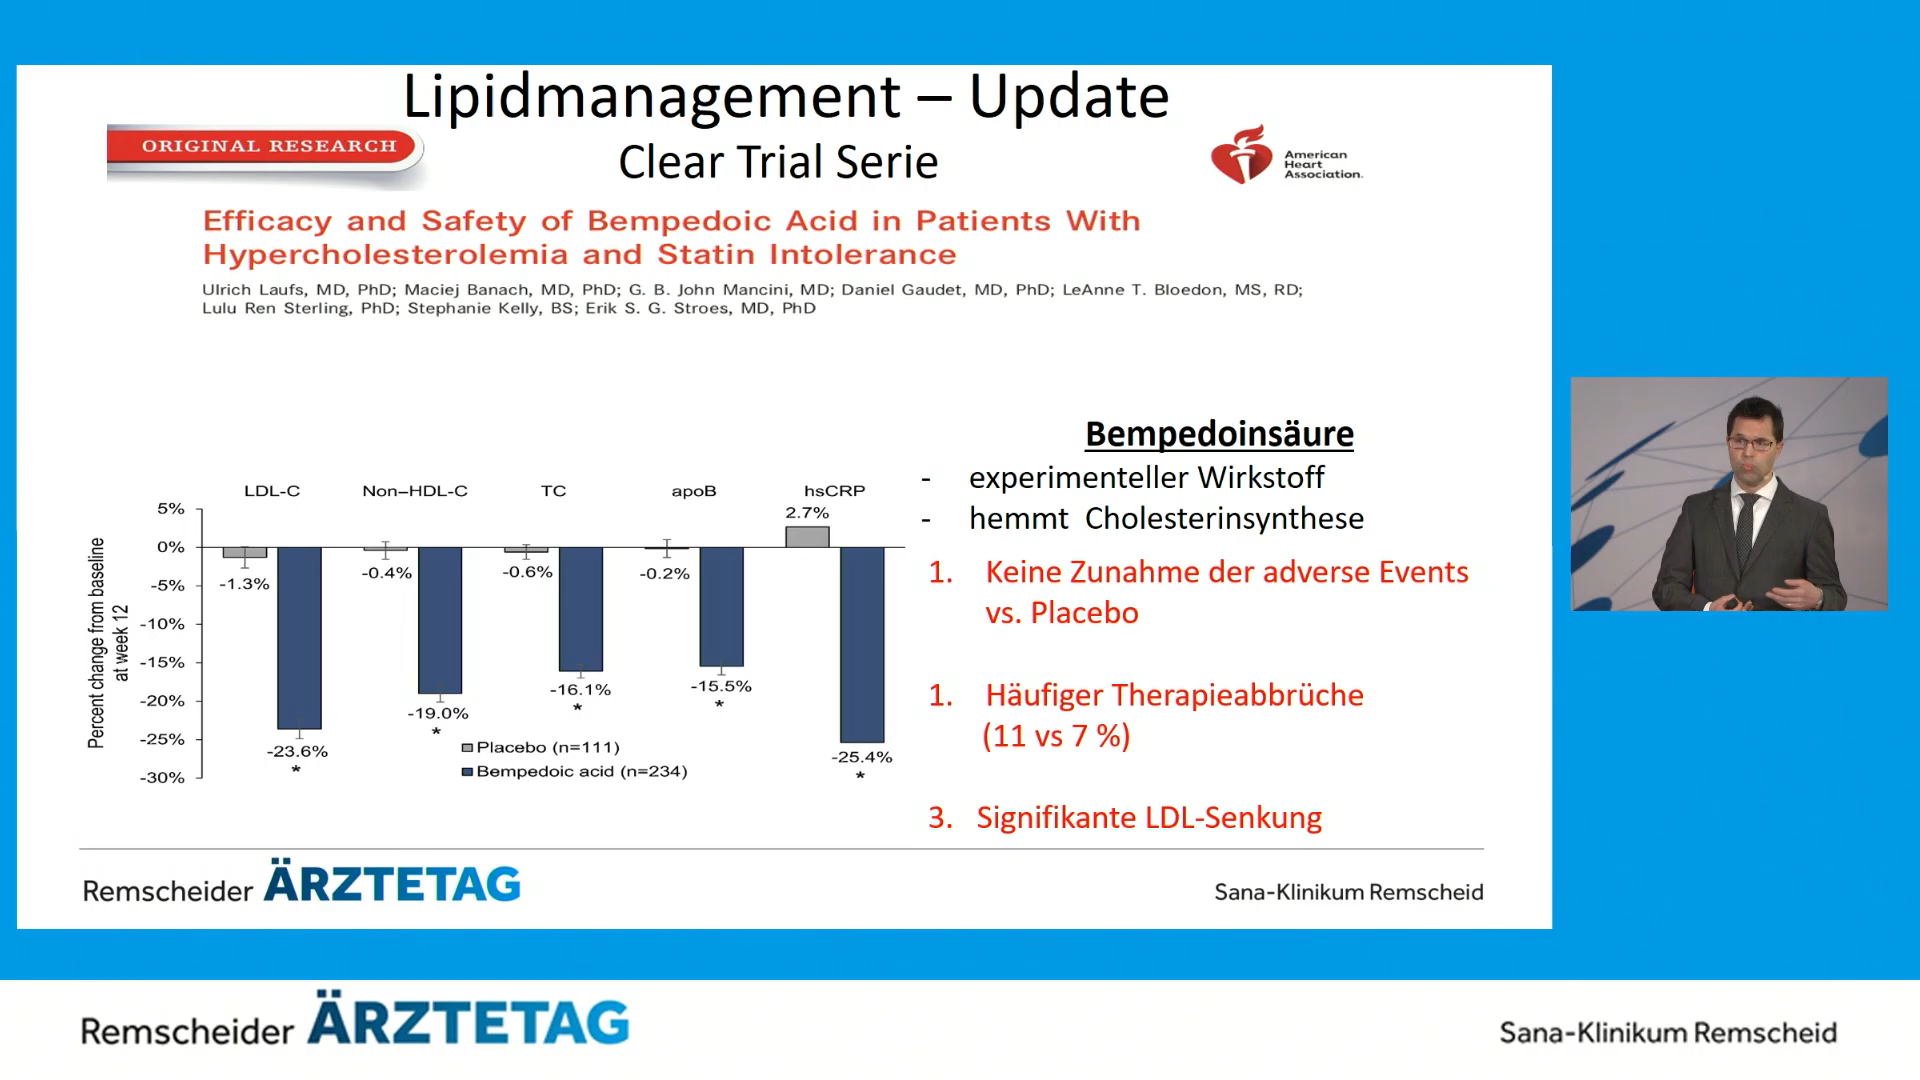 Lipidmanagement – Update
ORIGINAL RESEARCH
Clear Trial Serie
American
Heart
Association.
Efficacy and Safety of Bempedoic Acid in Patients With
Hypercholesterolemia and Statin Intolerance
Ulrich Laufs, MD, PhD; Maciej Banach, MD, PhD; G. B. John Mancini, MD; Daniel Gaudet, MD, PhD; LeAnne T. Bloedon, MS, RD;
Lulu Ren Sterling, PhD; Stephanie Kelly, BS; Erik S. G. Stroes, MD, PhD
Percent change from baseline
at week 12
LDL-C Non–HDL-C TC apoB hsCRP
5%
0%
-5%
-10%
-15%
-20%
-25%
-30%
-1.3%
-23.6%
*
-0.4%
-19.0%
*
-0.6%
-16.1%
*
-0.2%
-15.5%
*
2.7%
-25.4%
*
Placebo (n=111)
Bempedoic acid (n=234)
Bempedoinsäure
- experimenteller Wirkstoff
- hemmt Cholesterinsynthese
1. Keine Zunahme der adverse Events
vs. Placebo
1. Häufiger Therapieabbrüche
(11 vs 7 %)
3. Signifikante LDL-Senkung
Remscheider ÄRZTETAG
Sana-Klinikum Remscheid
Remscheider ÄRZTETAG
Sana-Klinikum Remscheid